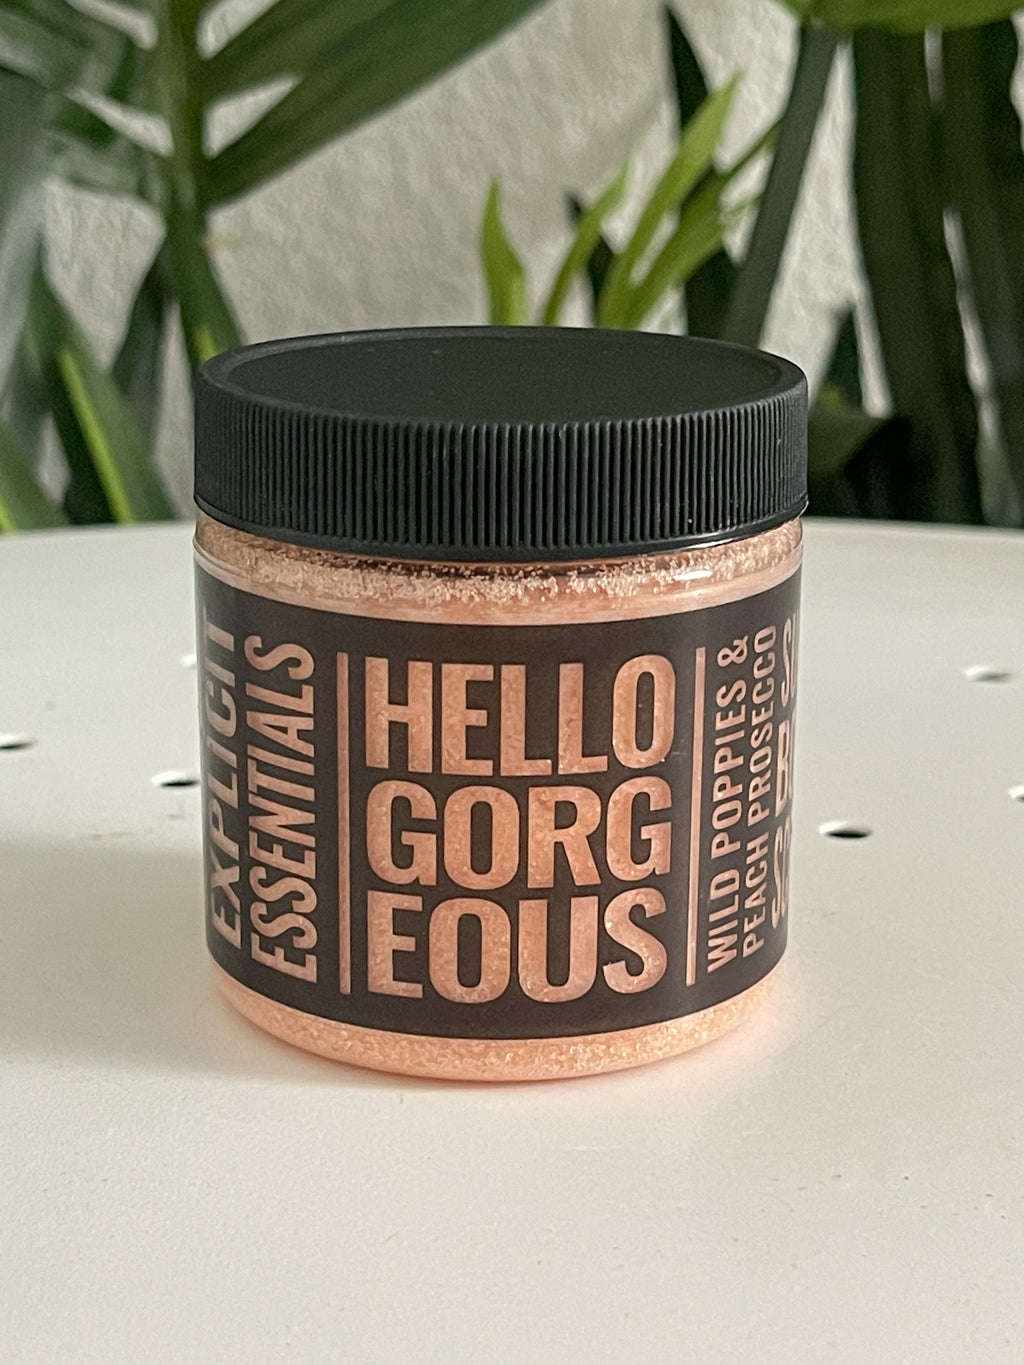 EXPLICIT
ESSENTIALS
HELLO
GORG
EOUS
WILD POPPIES &
PEACH PROSECCO